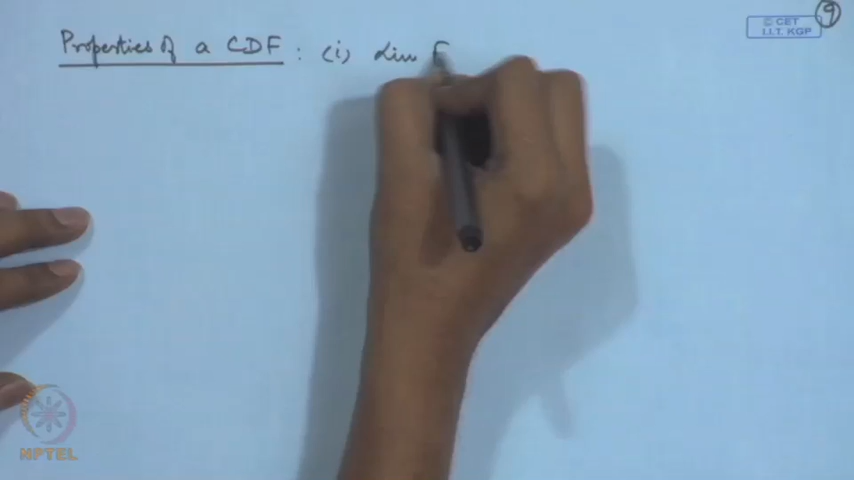 Properties of a CDF : (i) Lim F
© CET
I.I.T. KGP
9
NPTEL